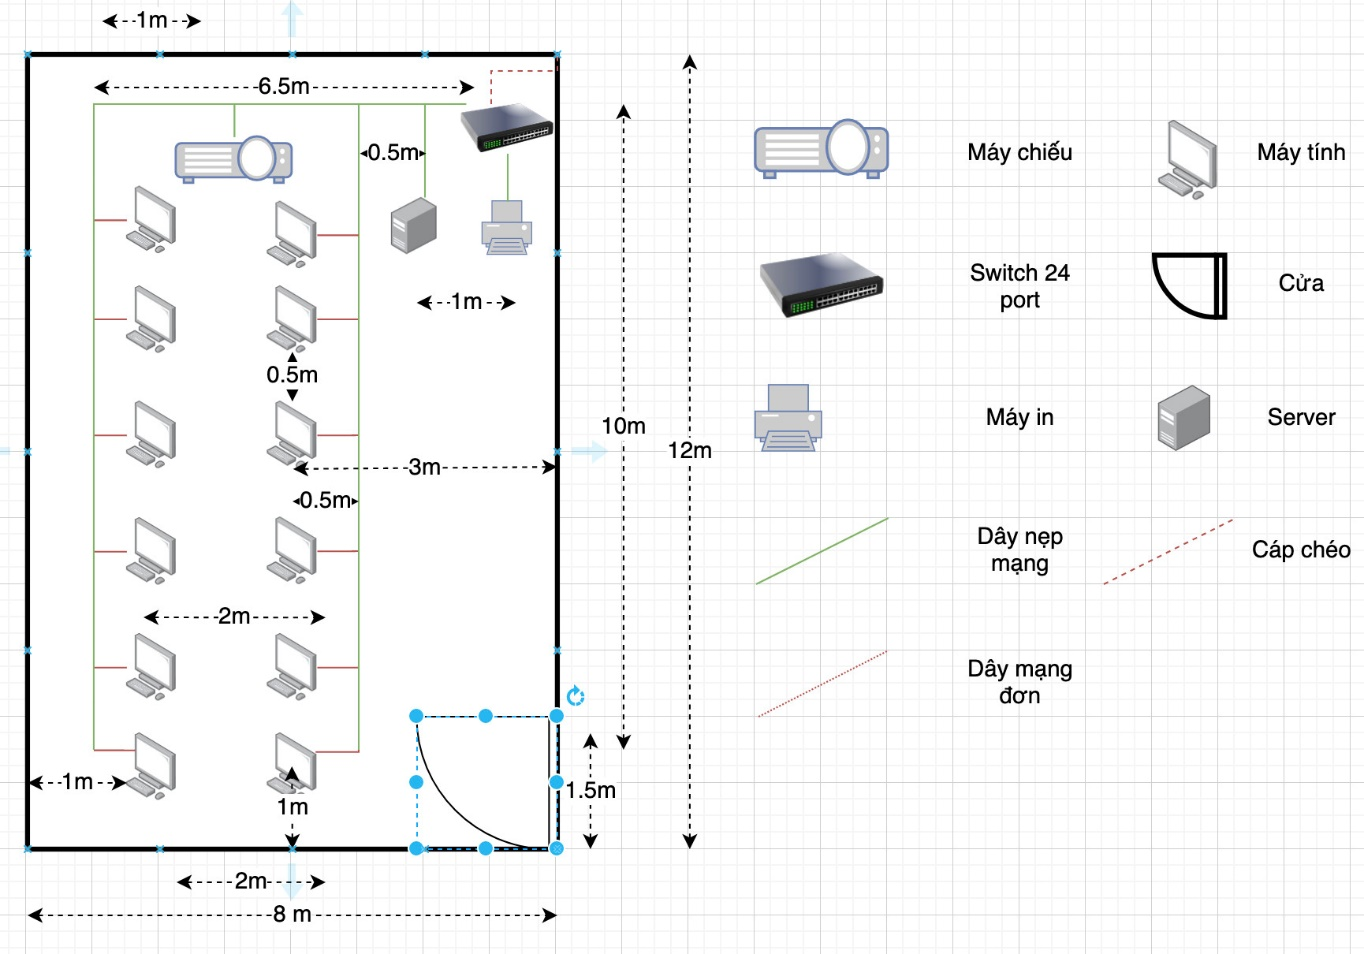 1m
6.5m
0.5m
1m
0.5m
10m
12m
3m
0.5m
2m
1m
1m
1.5m
2m
8 m
Máy chiếu
Máy tính
Switch 24
port
Cửa
Máy in
Server
Dây nẹp
mạng
Cáp chéo
Dây mạng
đơn